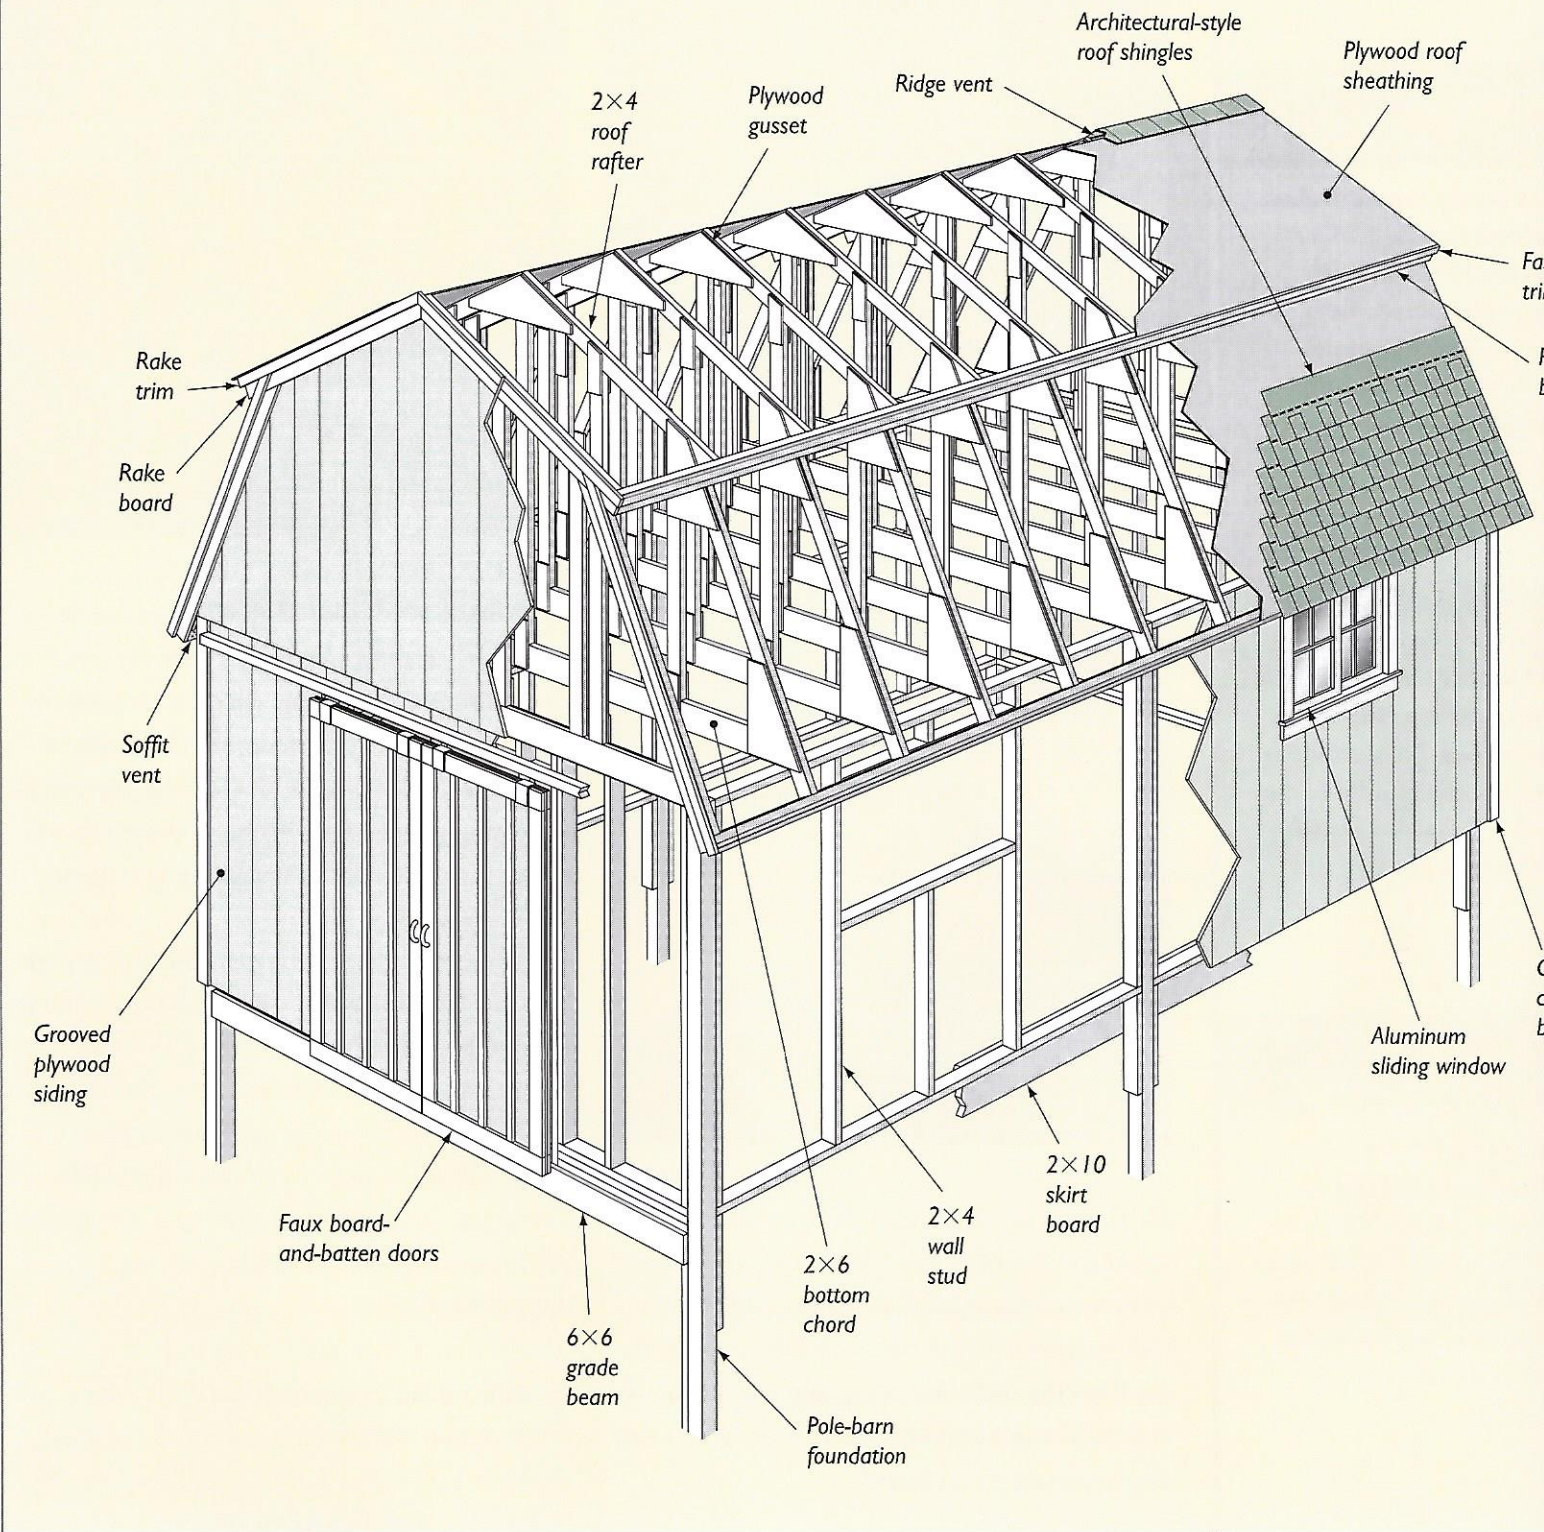 Architectural-style
roof shingles
Plywood roof
sheathing
Ridge vent
2×4
roof
rafter
Plywood
gusset
Rake
trim
Rake
board
Soffit
vent
Grooved
plywood
siding
Aluminum
sliding window
2×10
skirt
board
2×4
wall
stud
Faux board-
and-batten doors
2×6
bottom
chord
6×6
grade
beam
Pole-barn
foundation